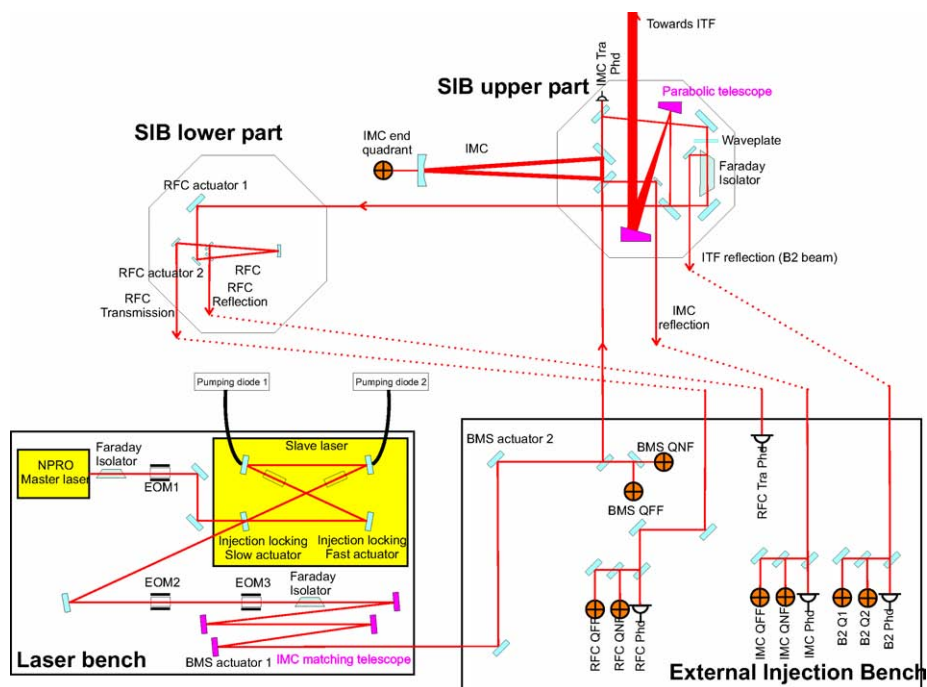 Towards ITF
IMC Tra
Phd
SIB upper part
Parabolic telescope
SIB lower part
IMC end
quadrant
IMC
Waveplate
Faraday
Isolator
RFC actuator 1
RFC actuator 2
RFC
RFC
Reflection
RFC
Transmission
ITF reflection (B2 beam)
IMC
reflection
Pumping diode 1
Pumping diode 2
Slave laser
NPRO
Master laser
Faraday
Isolator
EOM1
Injection locking
Slow actuator
Injection locking
Fast actuator
EOM2
EOM3
Faraday
Isolator
BMS actuator 1
IMC matching telescope
Laser bench
BMS actuator 2
BMS QNF
BMS QFF
RFC Tra Phd
RFC QFF
RFC QNF
RFC Phd
IMC QFF
IMC QNF
IMC Phd
B2 Q1
B2 Q2
B2 Phd
External Injection Bench